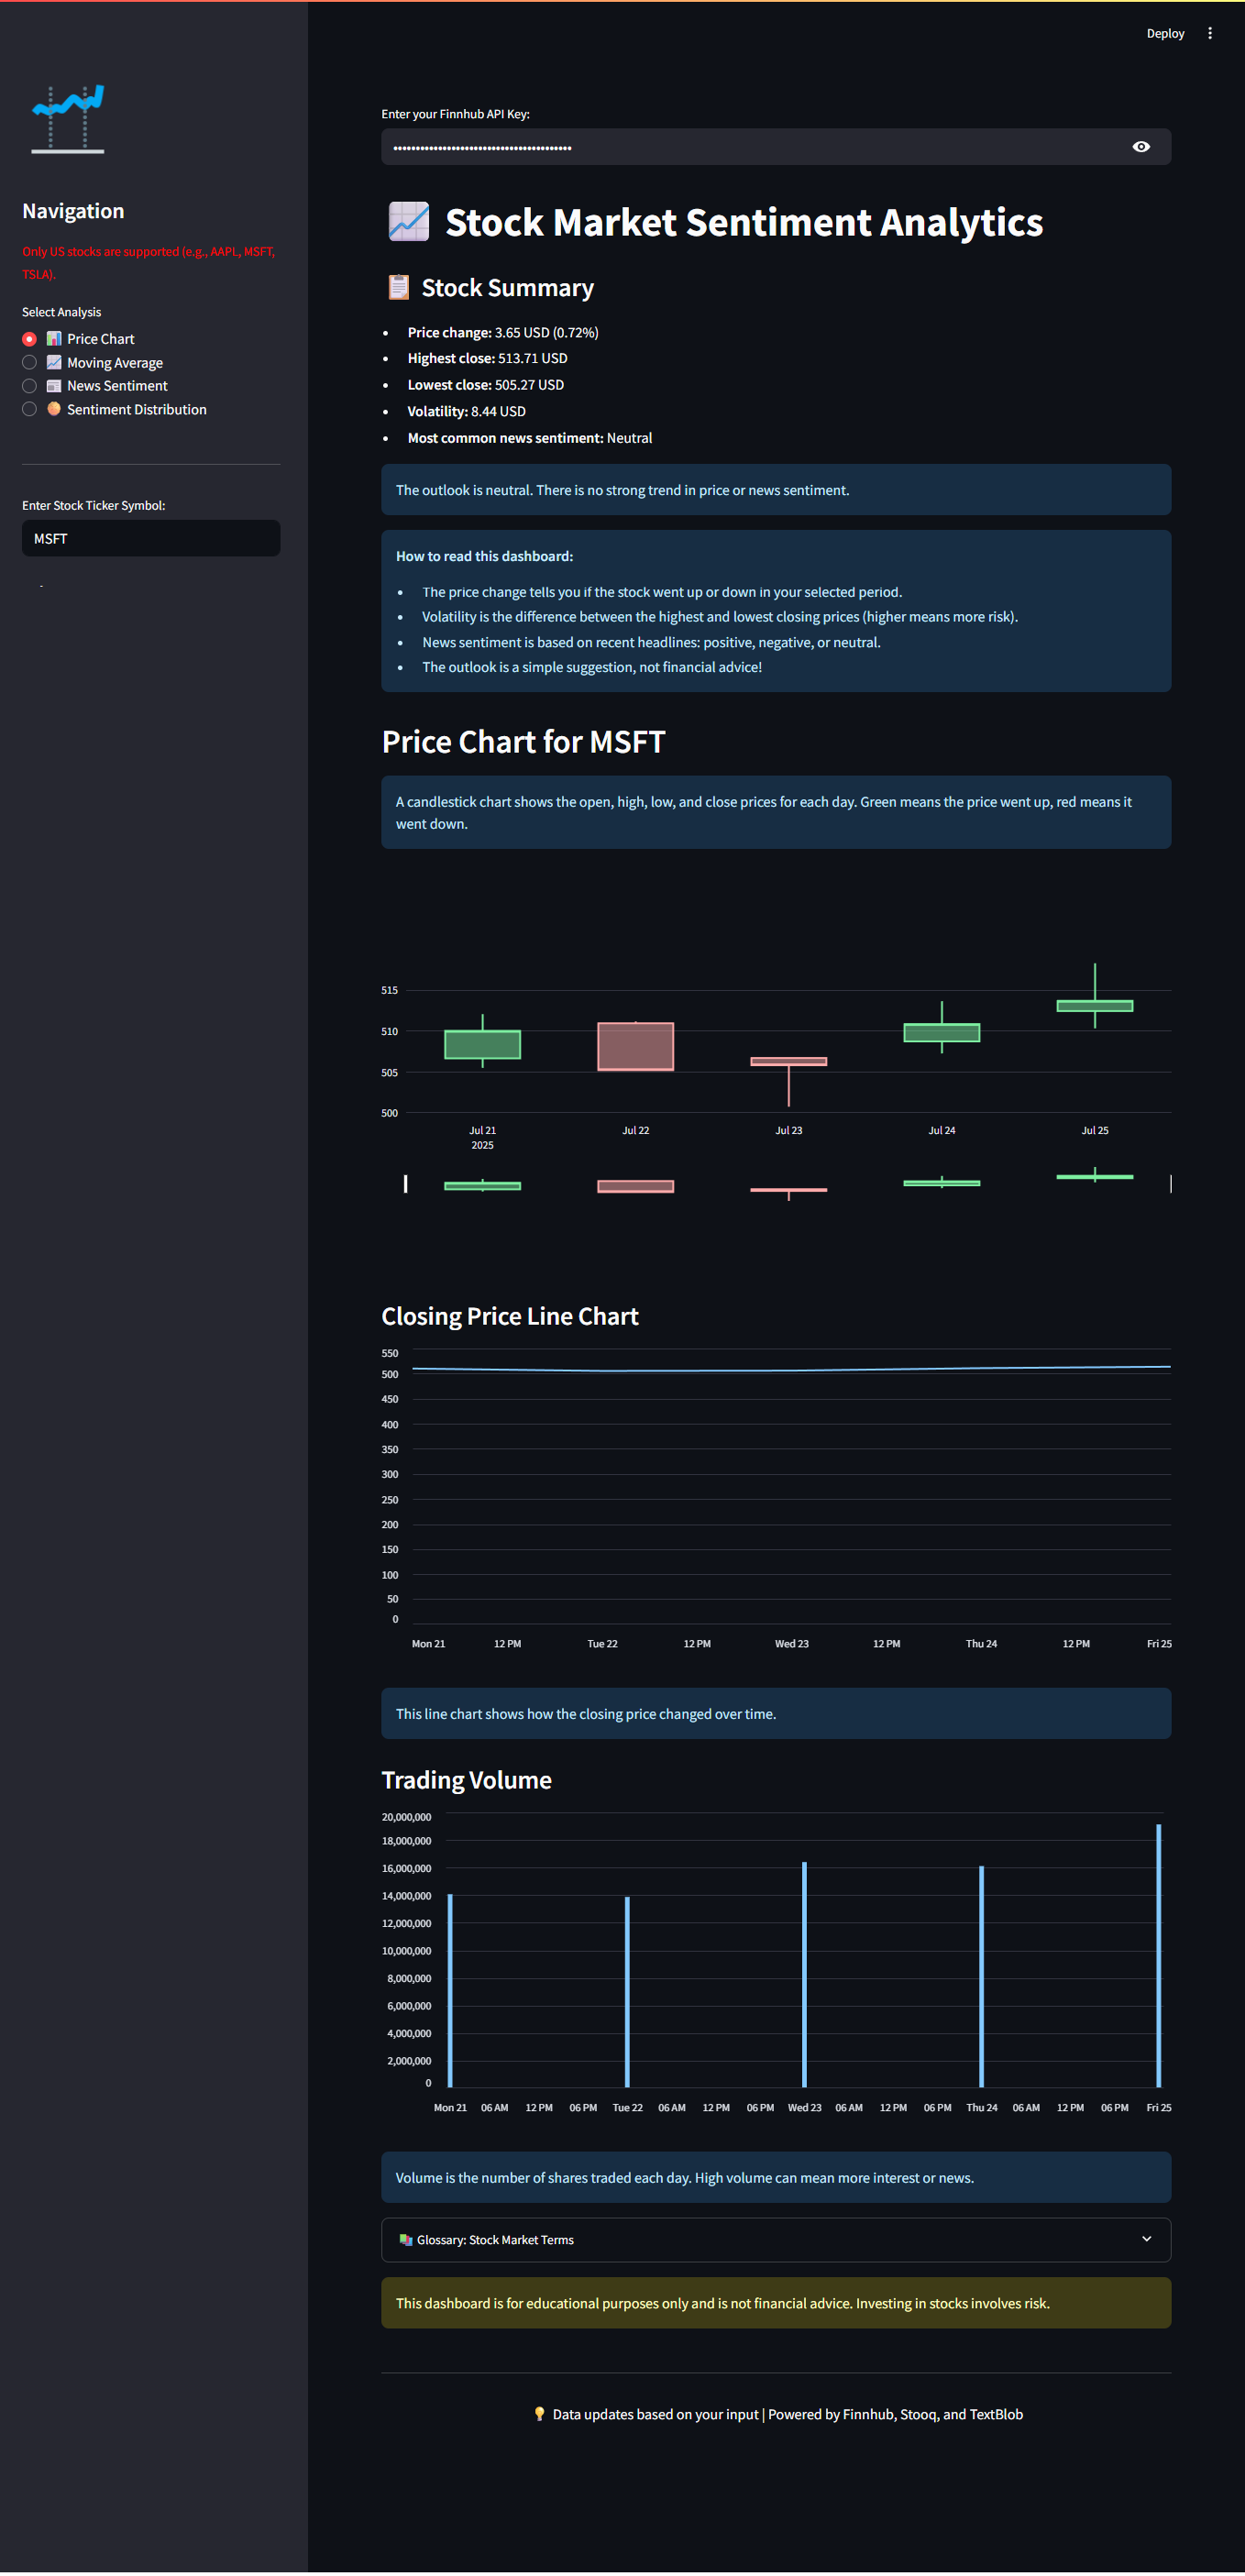 Deploy
Enter your Finnhub API Key:
••••••••••••••••••••••••••••••••••••••••
Navigation
Only US stocks are supported (e.g., AAPL, MSFT,
TSLA).
Select Analysis
Price Chart
Moving Average
News Sentiment
Sentiment Distribution
Enter Stock Ticker Symbol:
MSFT
Stock Market Sentiment Analytics
Stock Summary
• Price change: 3.65 USD (0.72%)
• Highest close: 513.71 USD
• Lowest close: 505.27 USD
• Volatility: 8.44 USD
• Most common news sentiment: Neutral
The outlook is neutral. There is no strong trend in price or news sentiment.
How to read this dashboard:
• The price change tells you if the stock went up or down in your selected period.
• Volatility is the difference between the highest and lowest closing prices (higher means more risk).
• News sentiment is based on recent headlines: positive, negative, or neutral.
• The outlook is a simple suggestion, not financial advice!
Price Chart for MSFT
A candlestick chart shows the open, high, low, and close prices for each day. Green means the price went up, red means it
went down.
515
510
505
500
Jul 21 Jul 22 Jul 23 Jul 24 Jul 25
2025
Closing Price Line Chart
550
500
450
400
350
300
250
200
150
100
50
0
Mon 21 12 PM Tue 22 12 PM Wed 23 12 PM Thu 24 12 PM Fri 25
This line chart shows how the closing price changed over time.
Trading Volume
20,000,000
18,000,000
16,000,000
14,000,000
12,000,000
10,000,000
8,000,000
6,000,000
4,000,000
2,000,000
0
Mon 21 06 AM 12 PM 06 PM Tue 22 06 AM 12 PM 06 PM Wed 23 06 AM 12 PM 06 PM Thu 24 06 AM 12 PM 06 PM Fri 25
Volume is the number of shares traded each day. High volume can mean more interest or news.
Glossary: Stock Market Terms
This dashboard is for educational purposes only and is not financial advice. Investing in stocks involves risk.
Data updates based on your input | Powered by Finnhub, Stooq, and TextBlob